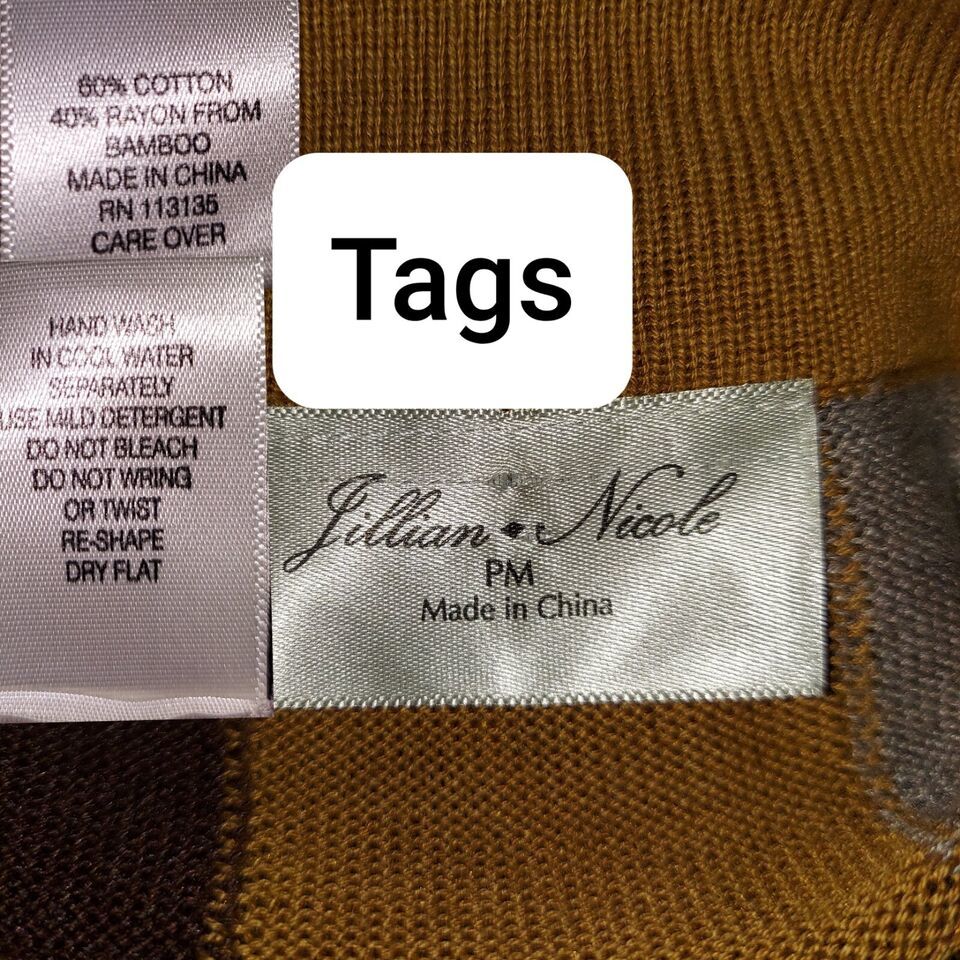 60% COTTON
40% RAYON FROM
BAMBOO
MADE IN CHINA
RN 113135
CARE OVER
Tags
HAND WASH
IN COOL WATER
SEPARATELY
USE MILD DETERGENT
DO NOT BLEACH
DO NOT WRING
OR TWIST
RE-SHAPE
DRY FLAT
Jillian • Nicole
PM
Made in China